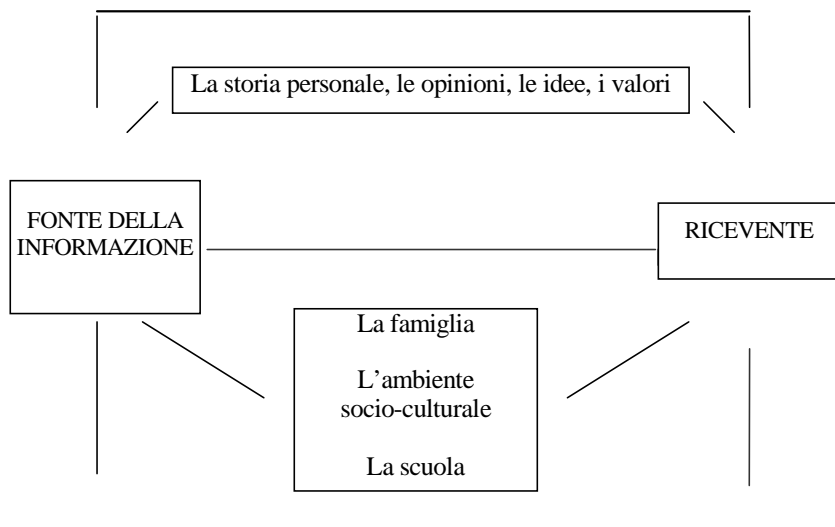 La storia personale, le opinioni, le idee, i valori
FONTE DELLA
INFORMAZIONE
RICEVENTE
La famiglia
L’ambiente
socio-culturale
La scuola